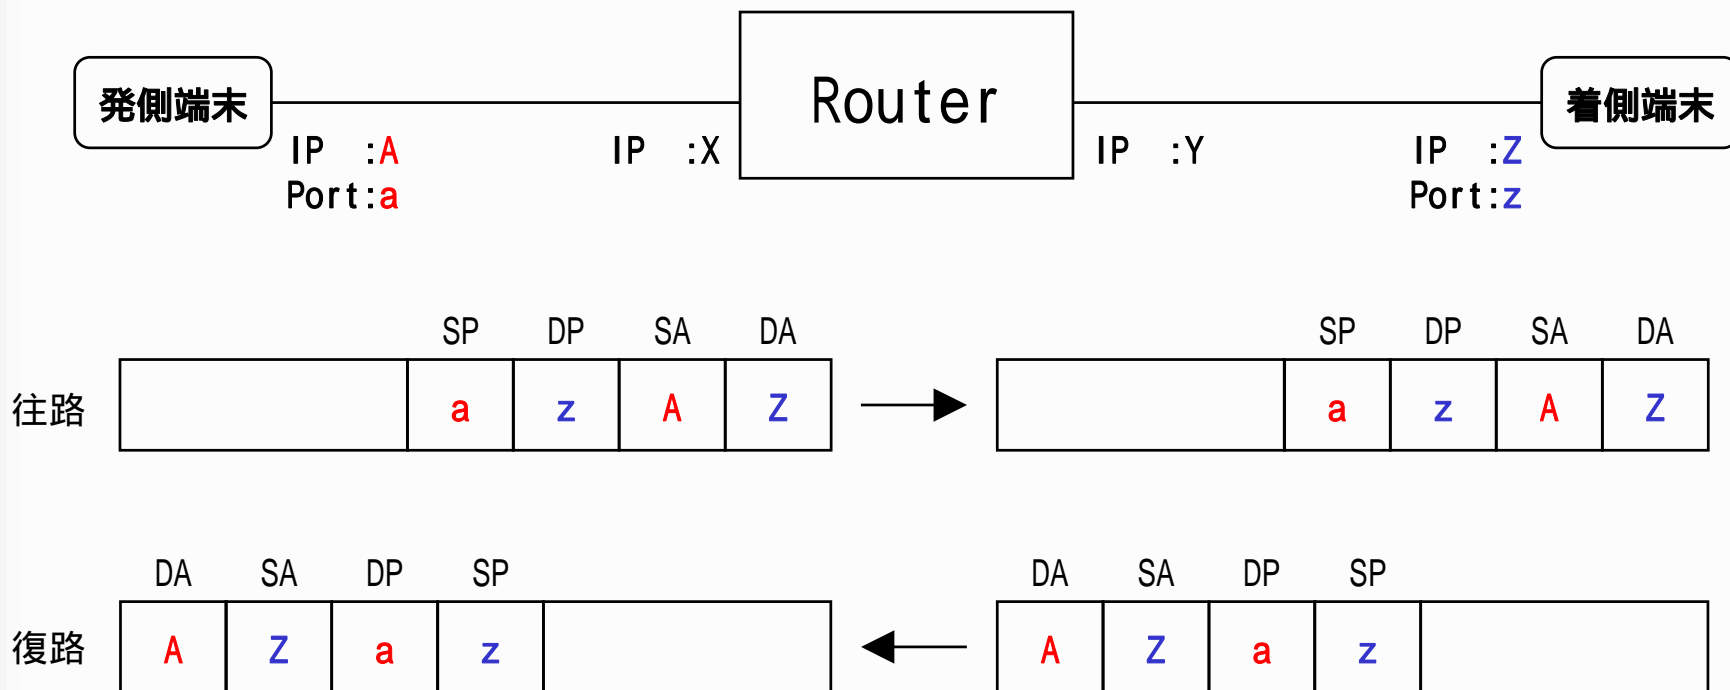 発側端末
Router
着側端末
IP :A
IP :X
IP :Y
IP :Z
Port:a
Port:z
SP DP SA DA
SP DP SA DA
往路
a z A Z
a z A Z
DA SA DP SP
DA SA DP SP
復路
A Z a z
A Z a z